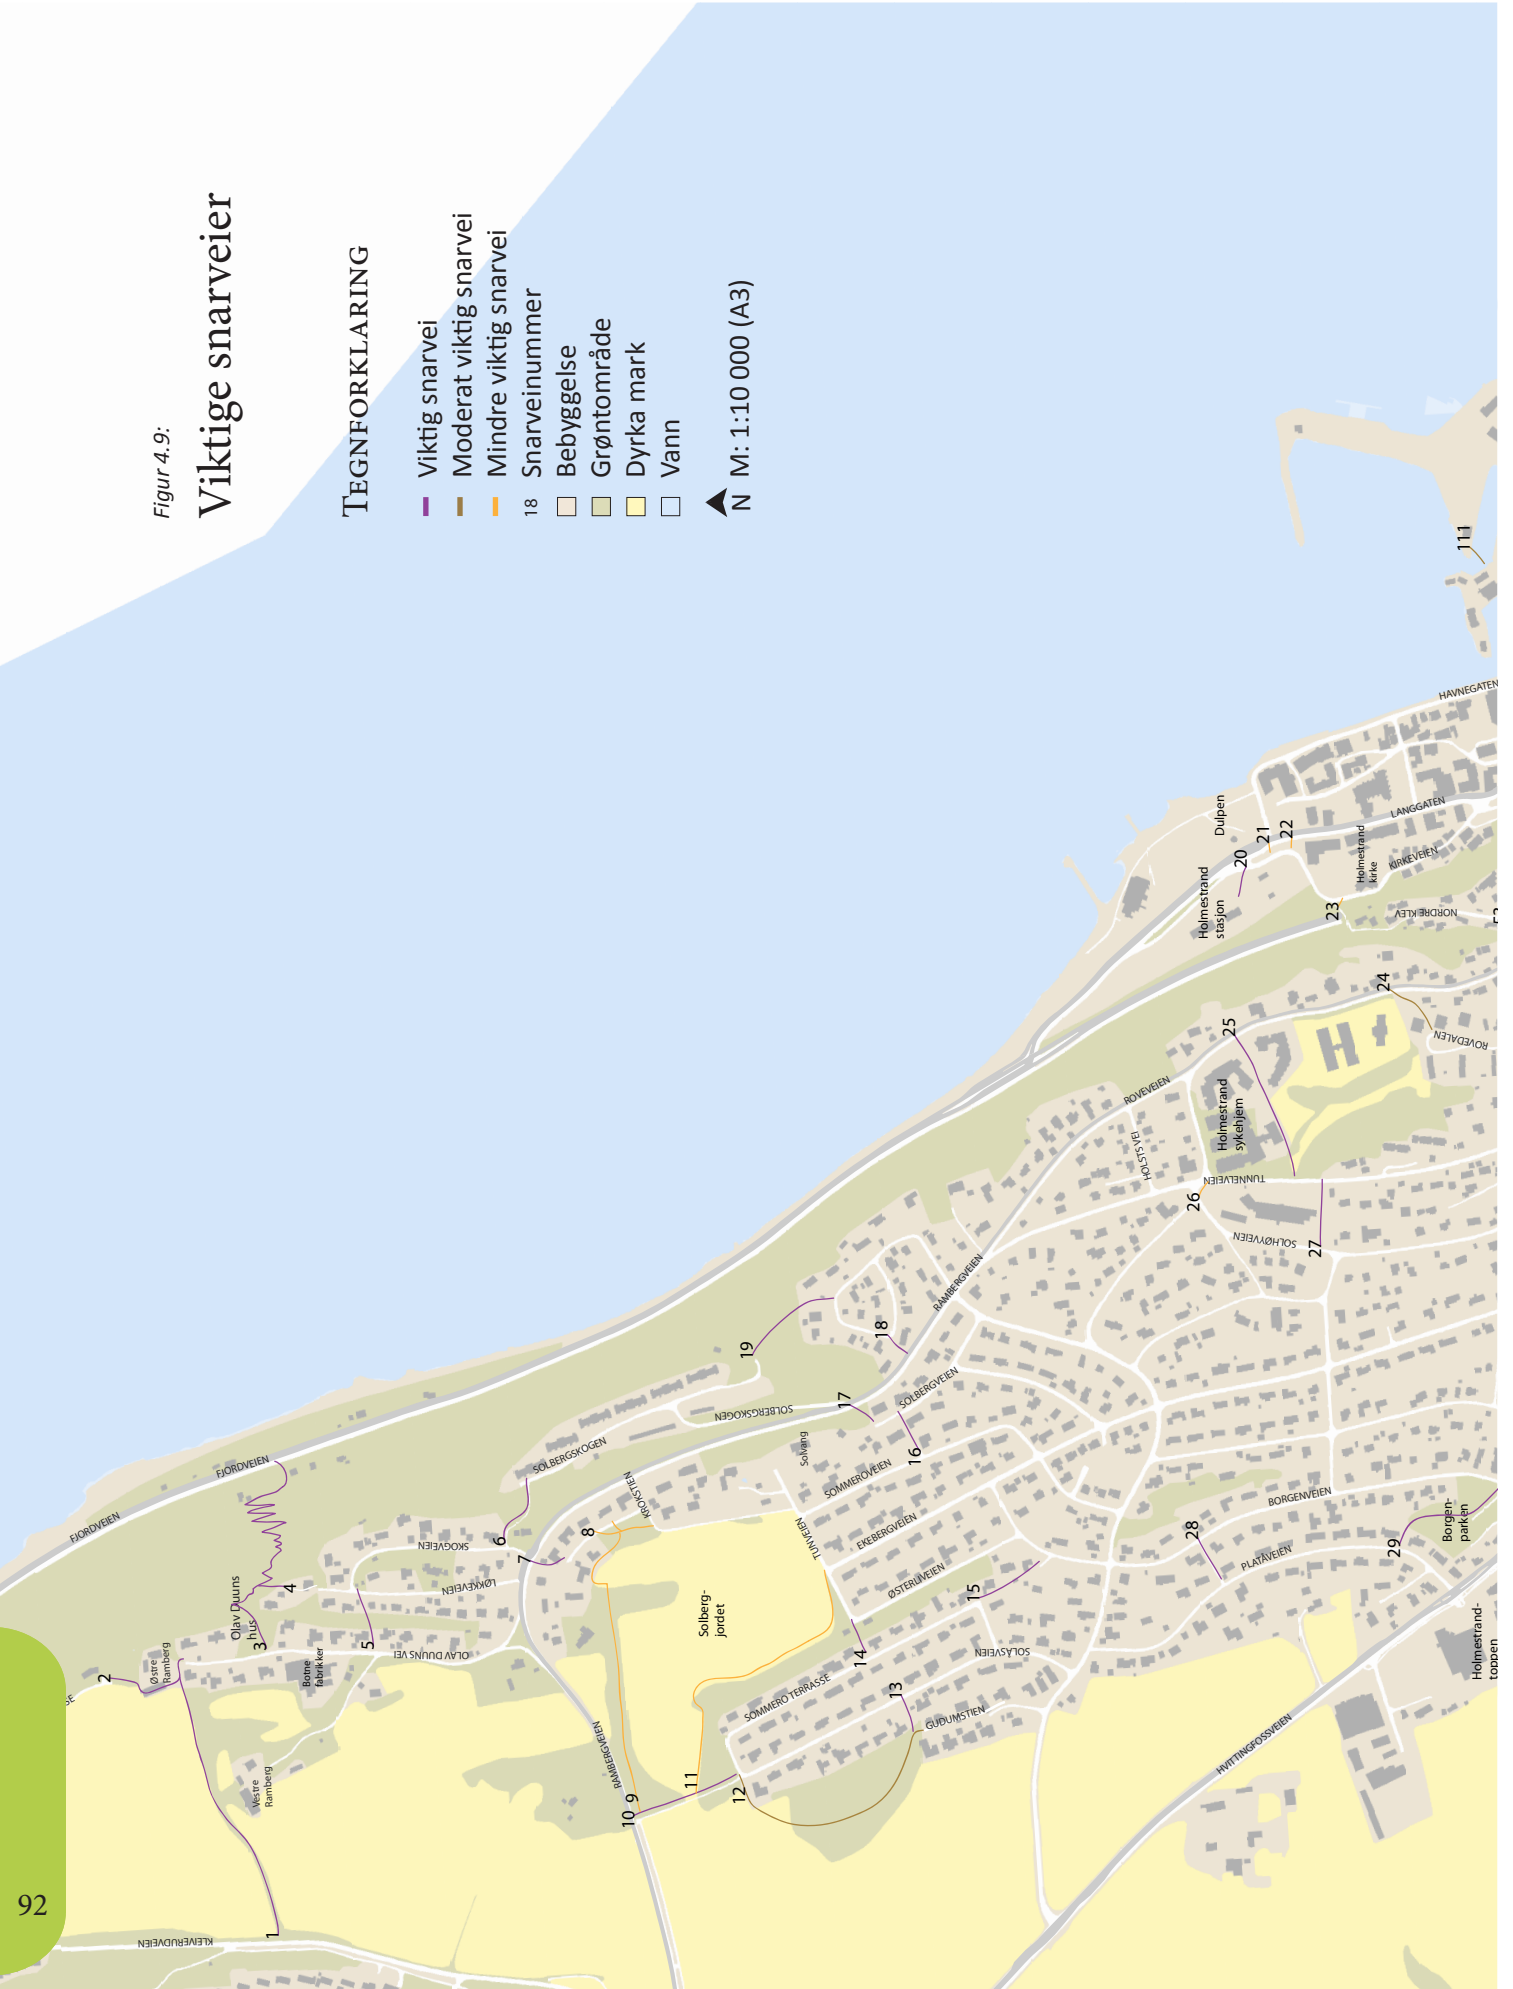 92
Figur 4.9:
Viktige snarveier
TEGNFORKLARING
Viktig snarvei
Moderat viktig snarvei
Mindre viktig snarvei
18 Snarveinummer
Bebyggelse
Grøntområde
Dyrka mark
Vann
N M: 1:10 000 (A3)
KLEIVERUDVEIEN
1
2
SE
Østre
Ramberg
Vestre
Ramberg
FJORDVEIEN
FJORDVEIEN
Olav Duuns
hus
3
4
Botne
fabrikker
5
OLAV DUUNS VEI
SKOGVEIEN
LØKKEVEIEN
6
7
SOLBERGSKOGEN
8
KROKSTIEN
RAMBERGVEIEN
10
9
11
12
Solberg-
jordet
SOLBERGSKOGEN
19
17
18
Solvang
TUNVEIEN
SOMMERO TERRASSE
14
13
GUDUMSTIEN
SOLÅSVEIEN
15
ØSTERLIVEIEN
EKEBERGVEIEN
SOMMEROVEIEN
16
SOLBERGVEIEN
RAMBERGVEIEN
HOLSTS VEI
ROVEVEIEN
26
TUNNELVEIEN
SOLHØYVEIEN
27
Holmestrand
sykehjem
25
24
ROVEDALEN
Holmestrand
stasjon
Dulpen
20
21
22
23
Holmestrand
kirke
KIRKEVEIEN
LANGGATEN
NORDRE KLEV
HAVNEGATEN
111
28
PLATÅVEIEN
BORGENVEIEN
29
Borgen-
parken
HVITTINGFOSSVEIEN
Holmestrand-
toppen